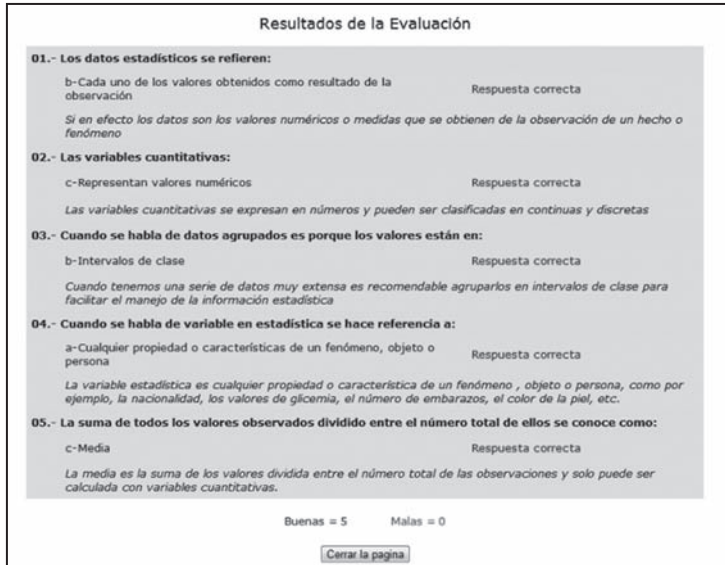 Resultados de la Evaluación
01.- Los datos estadísticos se refieren:
b-Cada uno de los valores obtenidos como resultado de la
observación
Respuesta correcta
Si en efecto los datos son los valores numéricos o medidas que se obtienen de la observación de un hecho o
fenómeno
02.- Las variables cuantitativas:
c-Representan valores numéricos Respuesta correcta
Las variables cuantitativas se expresan en números y pueden ser clasificadas en continuas y discretas
03.- Cuando se habla de datos agrupados es porque los valores están en:
b-Intervalos de clase Respuesta correcta
Cuando tenemos una serie de datos muy extensa es recomendable agruparlos en intervalos de clase para
facilitar el manejo de la información estadística
04.- Cuando se habla de variable en estadística se hace referencia a:
a-Cualquier propiedad o características de un fenómeno, objeto o
persona
Respuesta correcta
La variable estadística es cualquier propiedad o característica de un fenómeno , objeto o persona, como por
ejemplo, la nacionalidad, los valores de glicemia, el número de embarazos, el color de la piel, etc.
05.- La suma de todos los valores observados dividido entre el número total de ellos se conoce como:
c-Media Respuesta correcta
La media es la suma de los valores dividida entre el número total de las observaciones y solo puede ser
calculada con variables cuantitativas.
Buenas = 5 Malas = 0
Cerrar la pagina